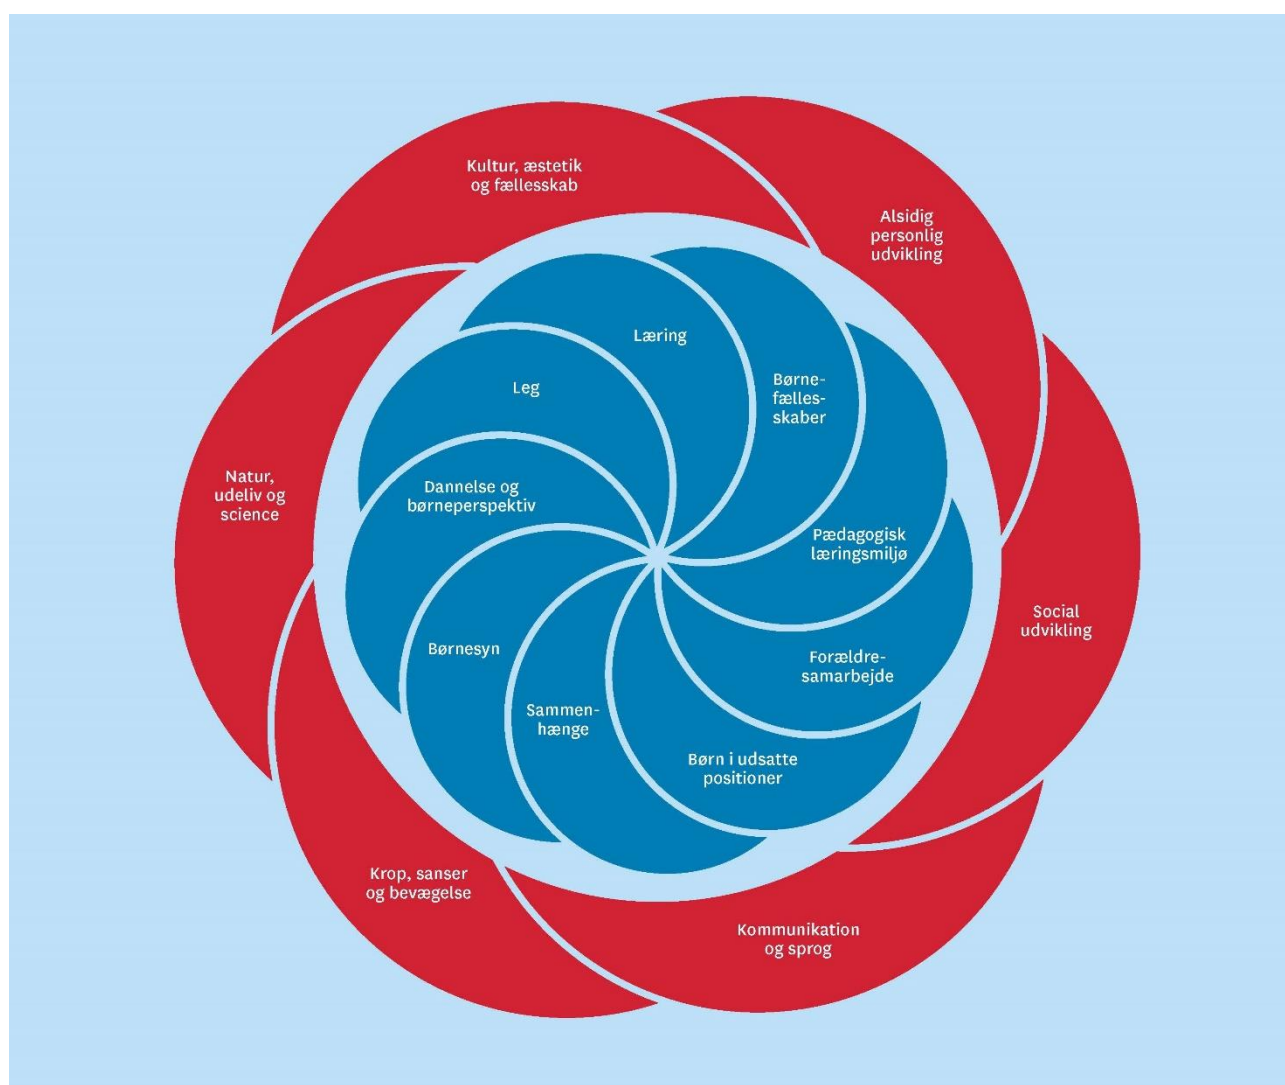 Kultur, æstetik
og fællesskab
Alsidig
personlig
udvikling
Social
udvikling
Kommunikation
og sprog
Krop, sanser
og bevægelse
Natur,
udeliv og
science
Læring
Børne-
fælles-
skaber
Pædagogisk
læringsmiljø
Forældre-
samarbejde
Børn i udsatte
positioner
Sammen-
hænge
Børnesyn
Dannelse og
børneperspektiv
Leg